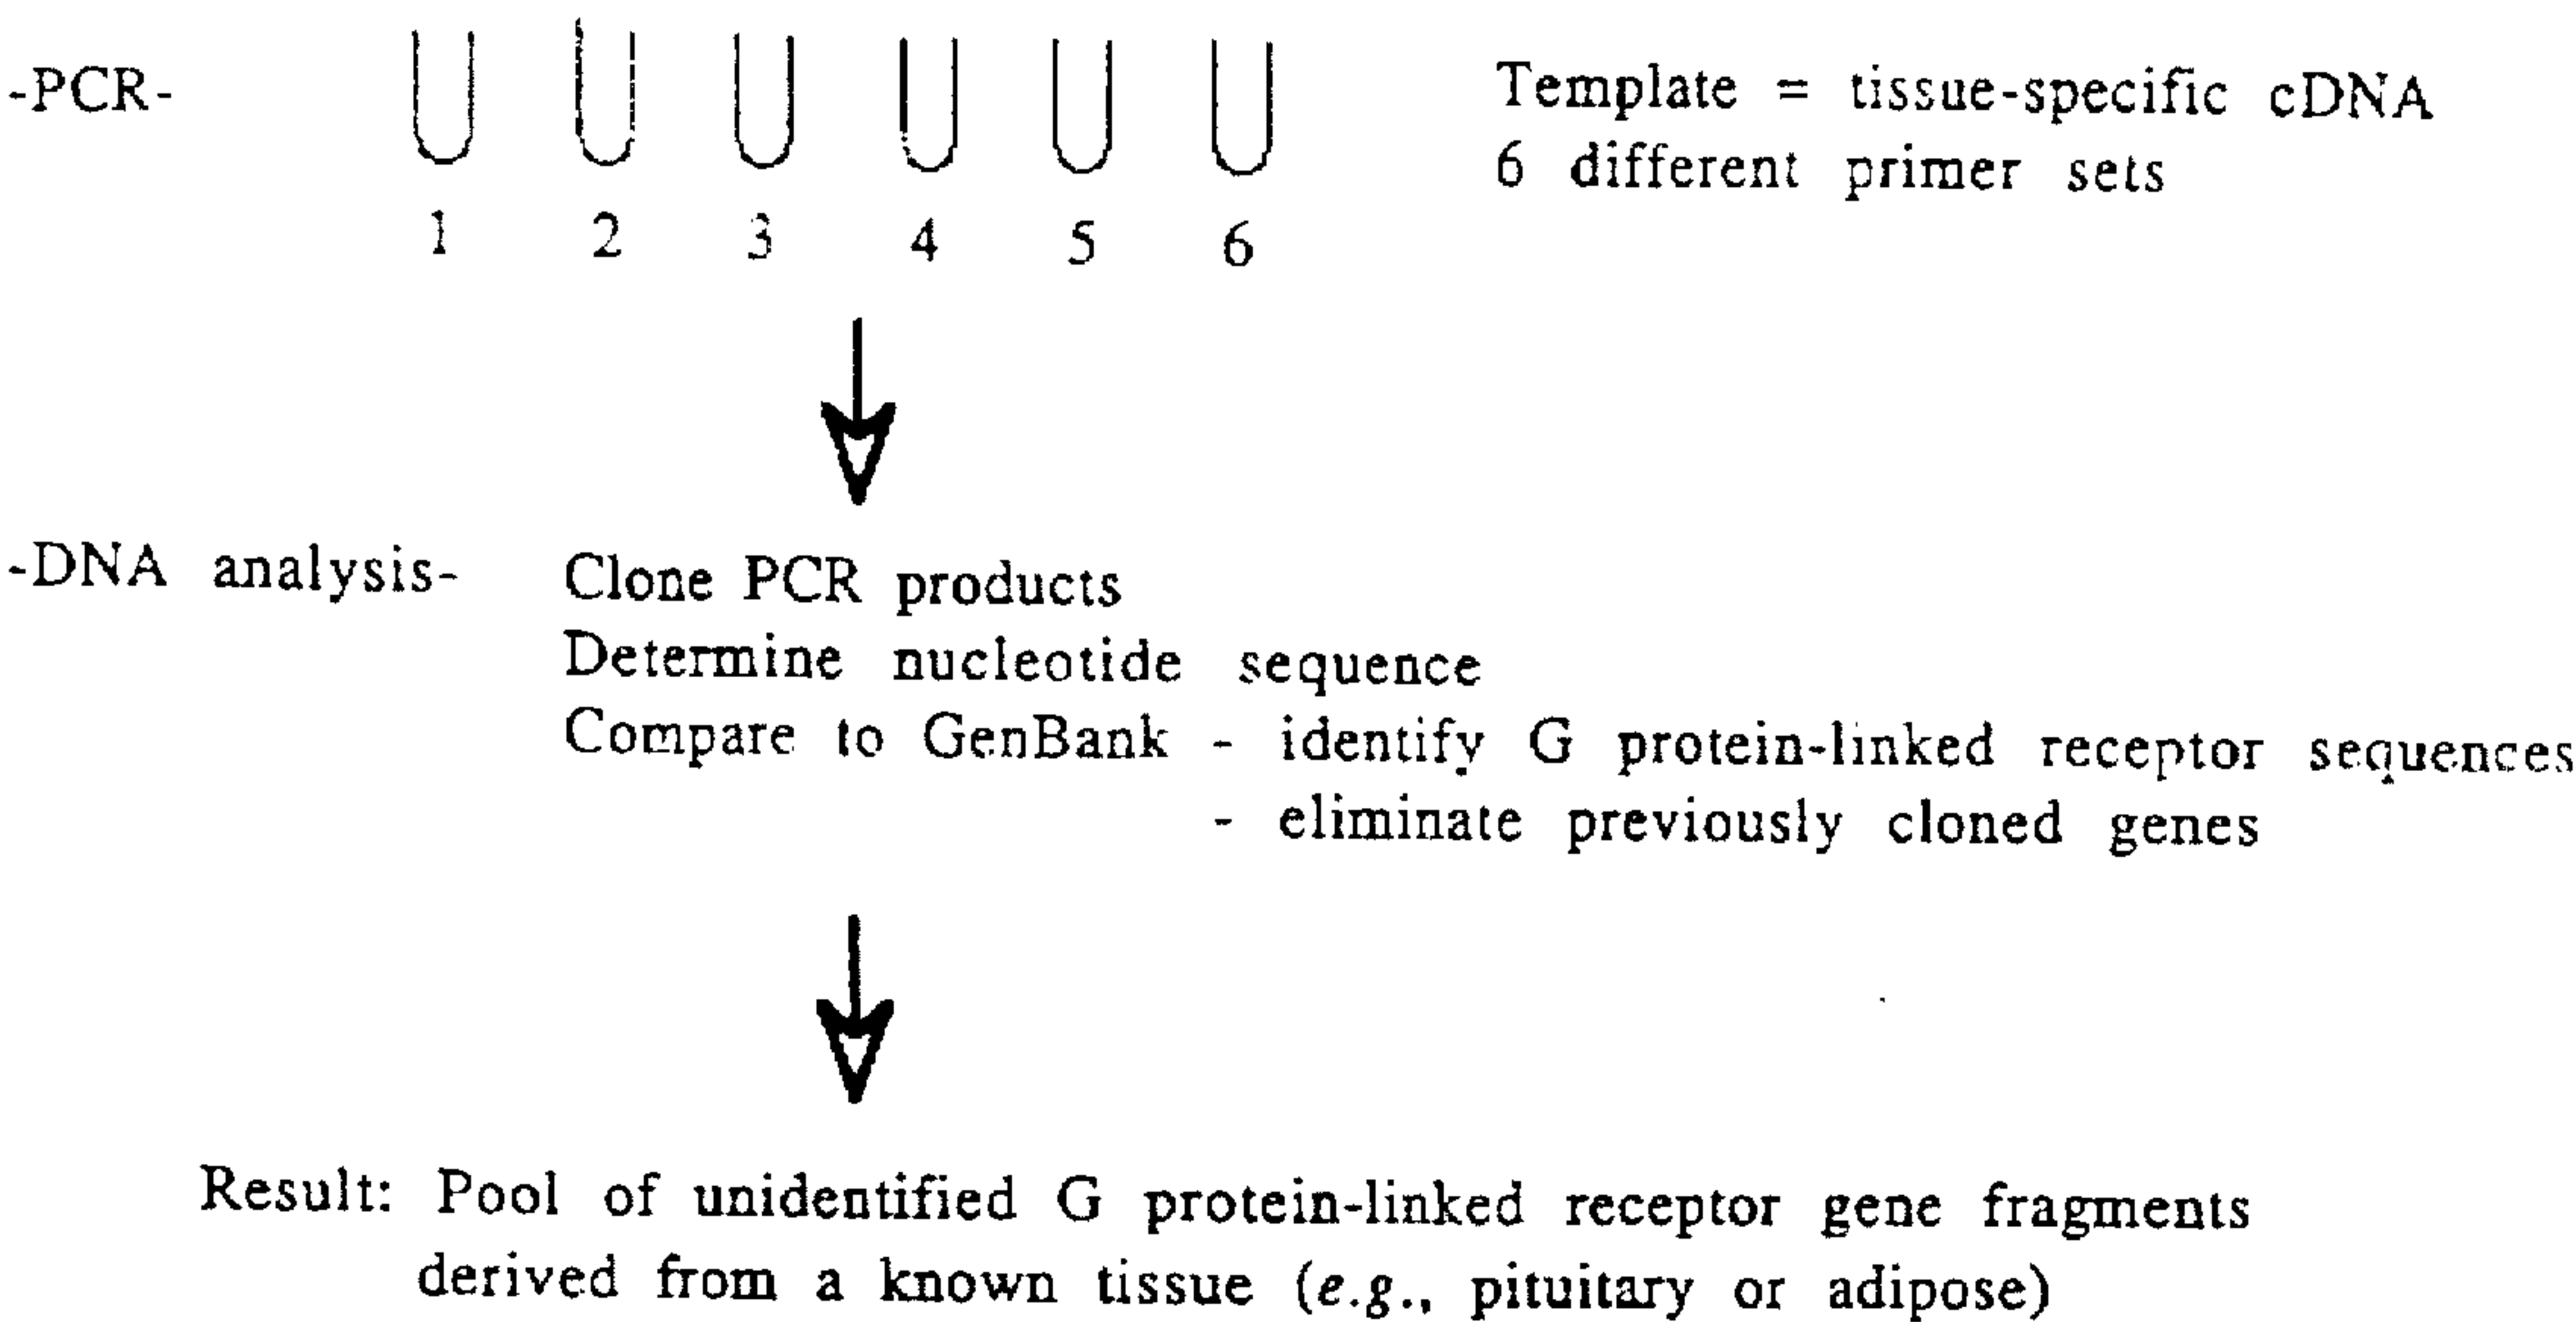 -PCR-
Template = tissue-specific cDNA
6 different primer sets
1 2 3 4 5 6
-DNA analysis-
Clone PCR products
Determine nucleotide sequence
Compare to GenBank - identify G protein-linked receptor sequences
- eliminate previously cloned genes
Result: Pool of unidentified G protein-linked receptor gene fragments
derived from a known tissue (e.g., pituitary or adipose)